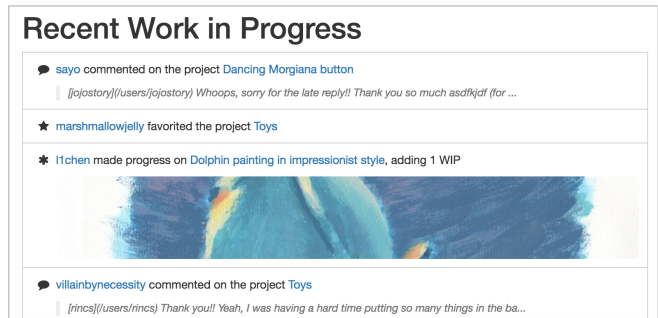 Recent Work in Progress
sayo commented on the project Dancing Morgiana button
[jojostory](/users/jojostory) Whoops, sorry for the late reply!! Thank you so much asdfkjdf (for ...
marshmallowjelly favorited the project Toys
l1chen made progress on Dolphin painting in impressionist style, adding 1 WIP
villainbynecessity commented on the project Toys
[rincs](/users/rincs) Thank you!! Yeah, I was having a hard time putting so many things in the ba...